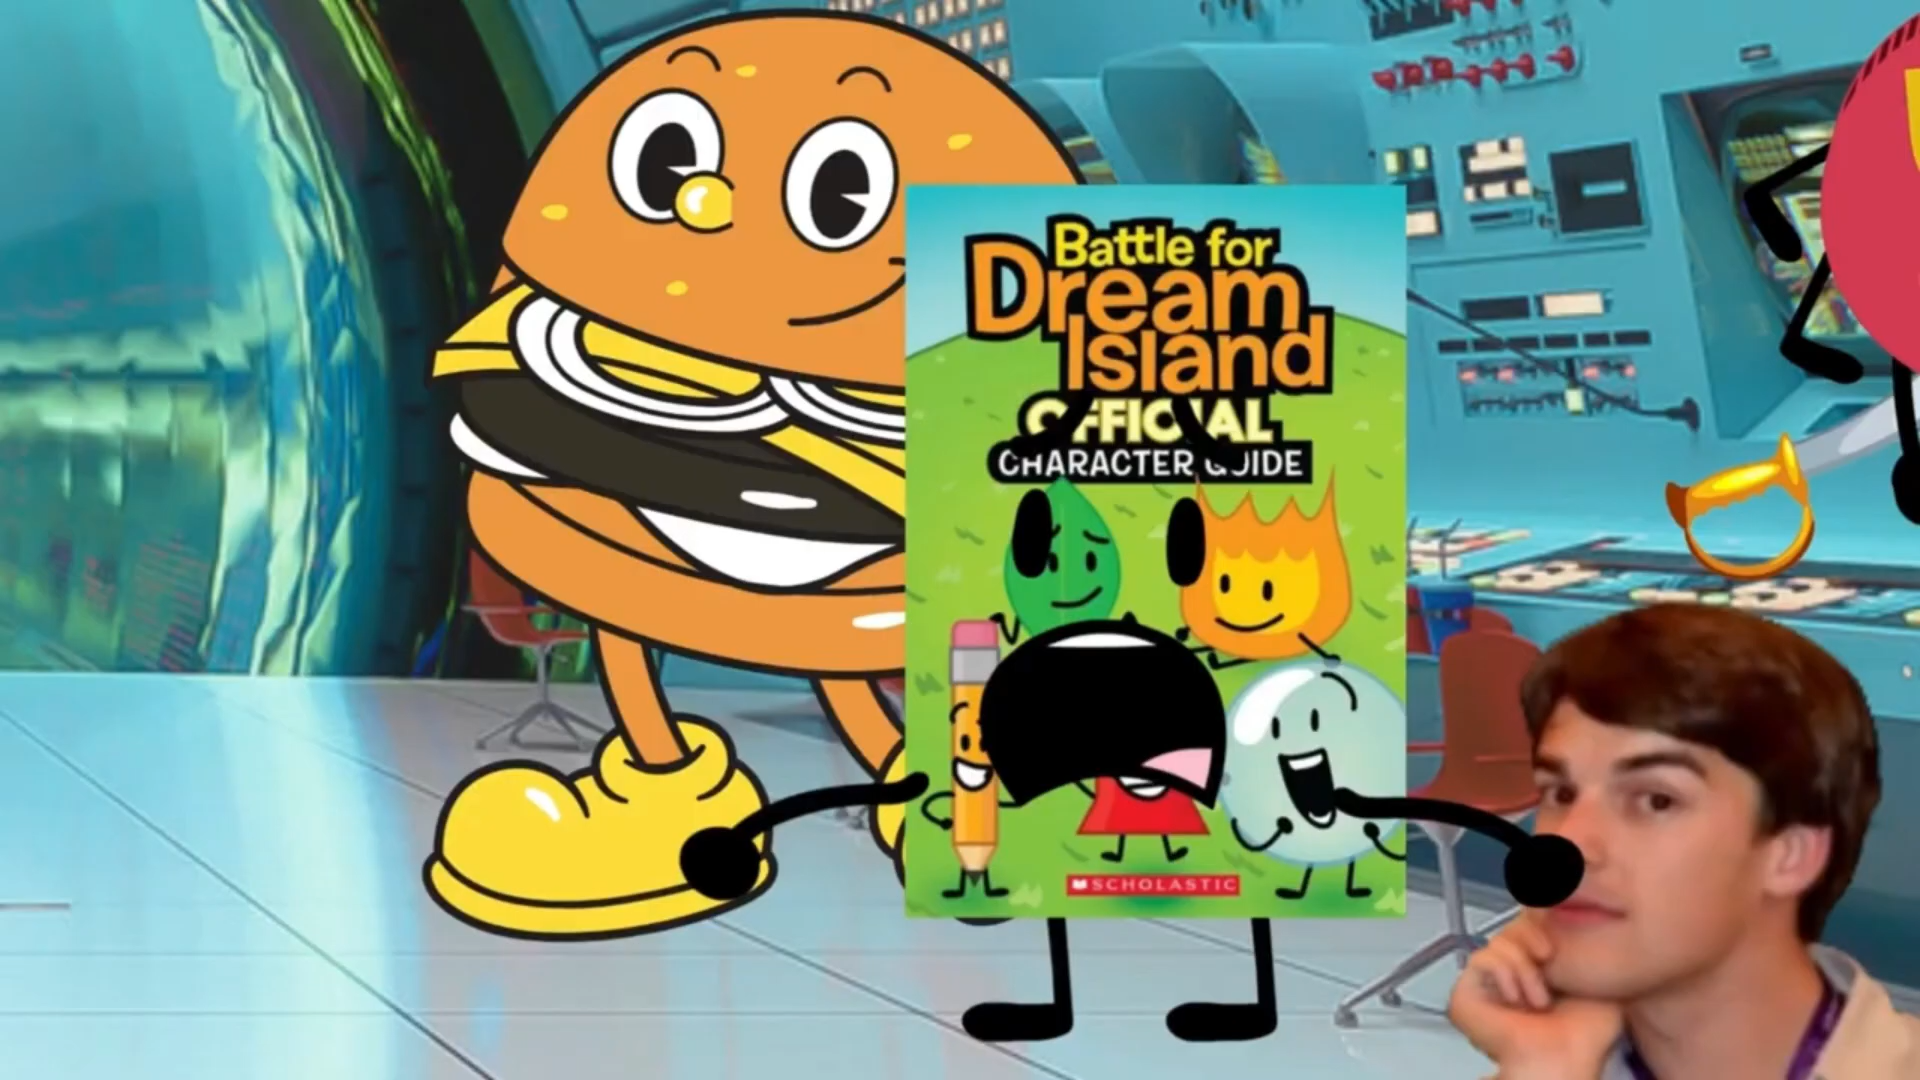 Battle for
Dream
Island
OFFICIAL
CHARACTER GUIDE
SCHOLASTIC